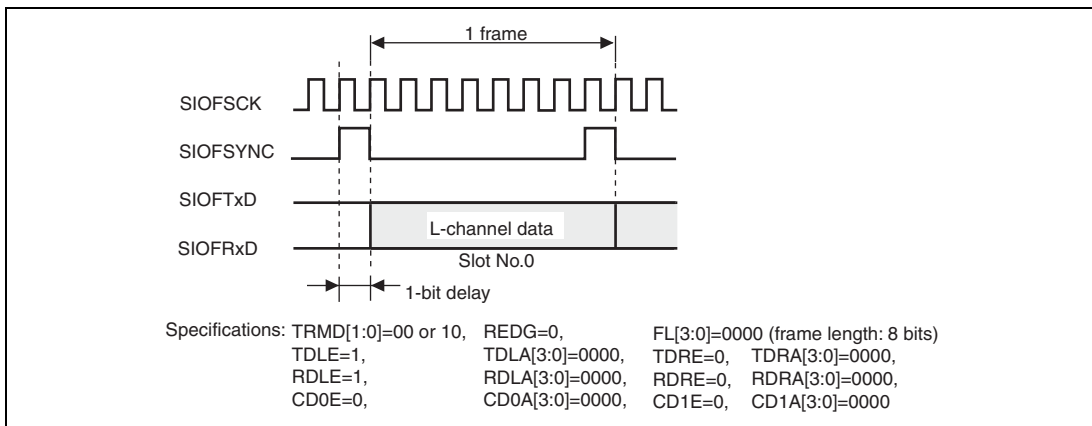 1 frame
SIOFSCK
SIOFSYNC
SIOFTxD
L-channel data
SIOFRxD
Slot No.0
1-bit delay
Specifications: TRMD[1:0]=00 or 10, REDG=0, FL[3:0]=0000 (frame length: 8 bits)
TDLE=1, TDLA[3:0]=0000, TDRE=0, TDRA[3:0]=0000,
RDLE=1, RDLA[3:0]=0000, RDRE=0, RDRA[3:0]=0000,
CD0E=0, CD0A[3:0]=0000, CD1E=0, CD1A[3:0]=0000